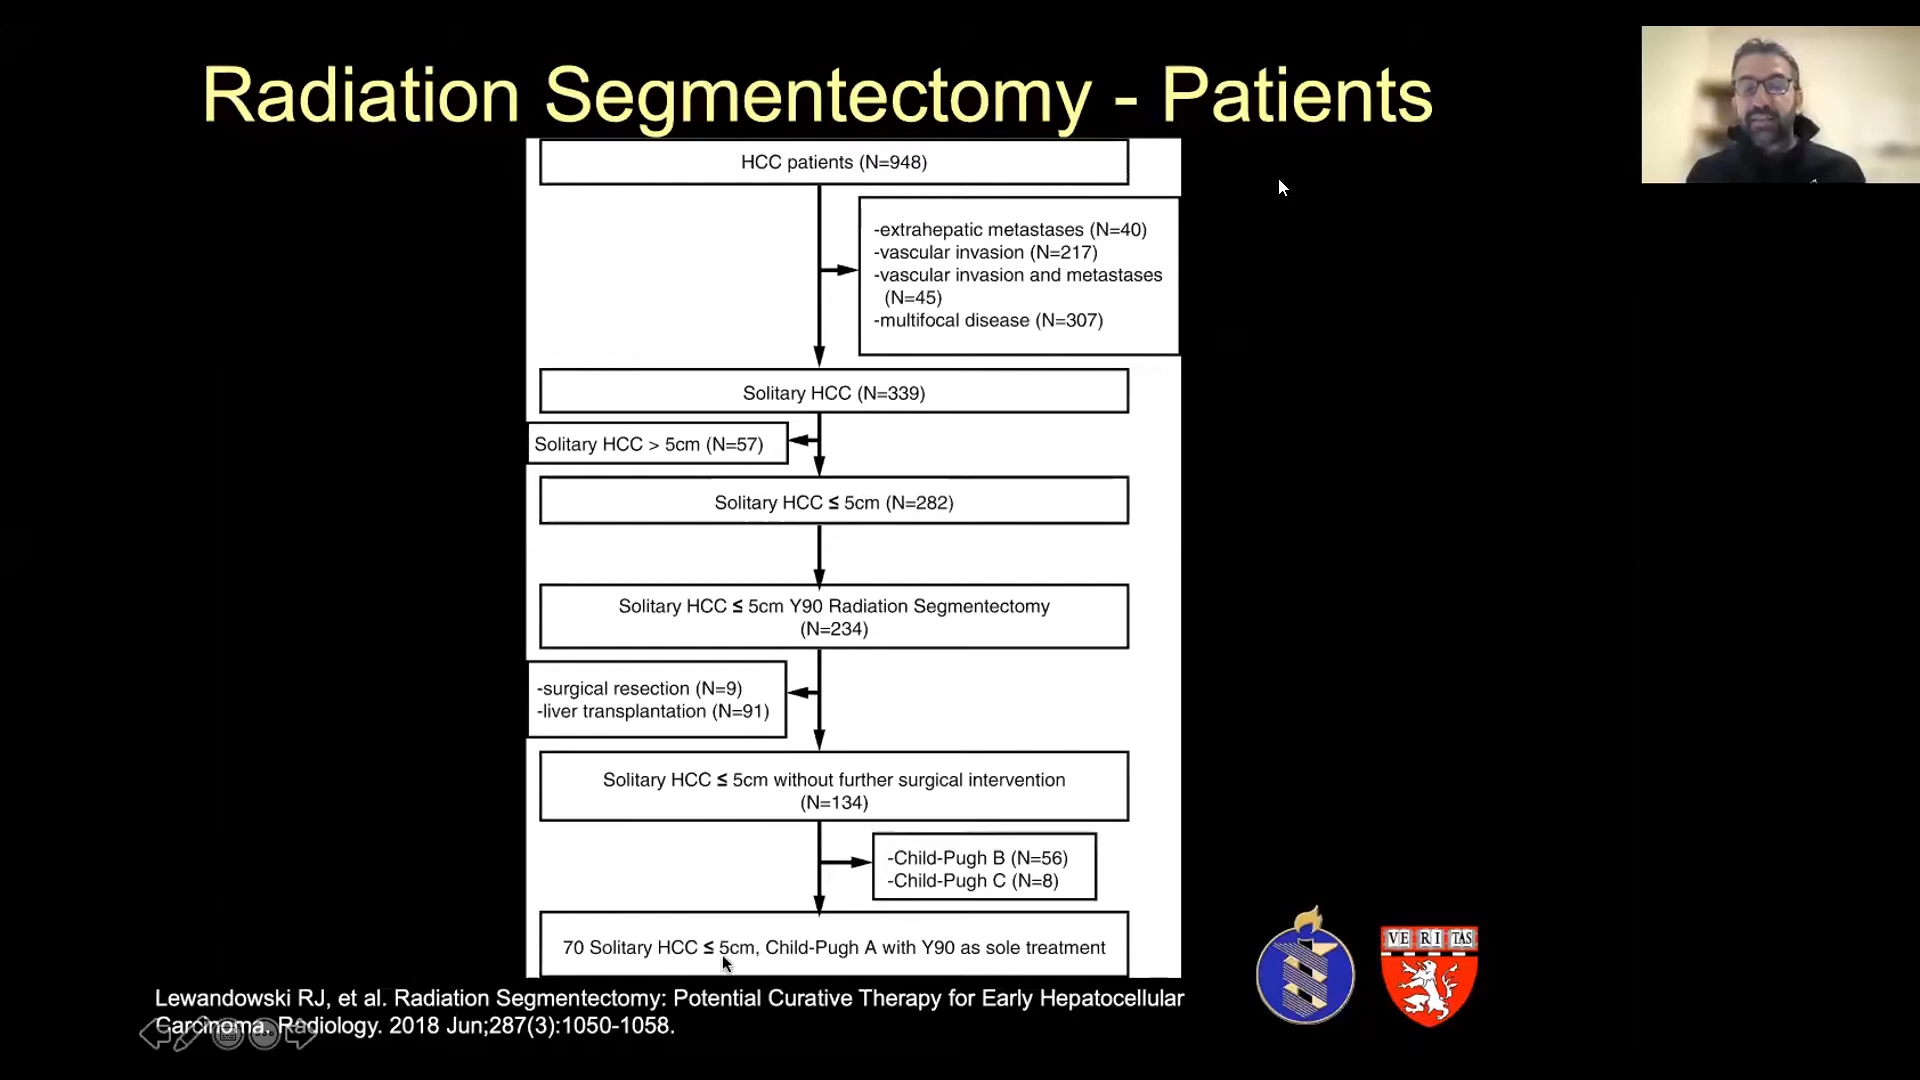 Radiation Segmentectomy - Patients
HCC patients (N=948)
-extrahepatic metastases (N=40)
-vascular invasion (N=217)
-vascular invasion and metastases
(N=45)
-multifocal disease (N=307)
Solitary HCC (N=339)
Solitary HCC > 5cm (N=57)
Solitary HCC ≤ 5cm (N=282)
Solitary HCC ≤ 5cm Y90 Radiation Segmentectomy
(N=234)
-surgical resection (N=9)
-liver transplantation (N=91)
Solitary HCC ≤ 5cm without further surgical intervention
(N=134)
-Child-Pugh B (N=56)
-Child-Pugh C (N=8)
70 Solitary HCC ≤ 5cm, Child-Pugh A with Y90 as sole treatment
Lewandowski RJ, et al. Radiation Segmentectomy: Potential Curative Therapy for Early Hepatocellular
Carcinoma. Radiology. 2018 Jun;287(3):1050-1058.
VE RI TAS